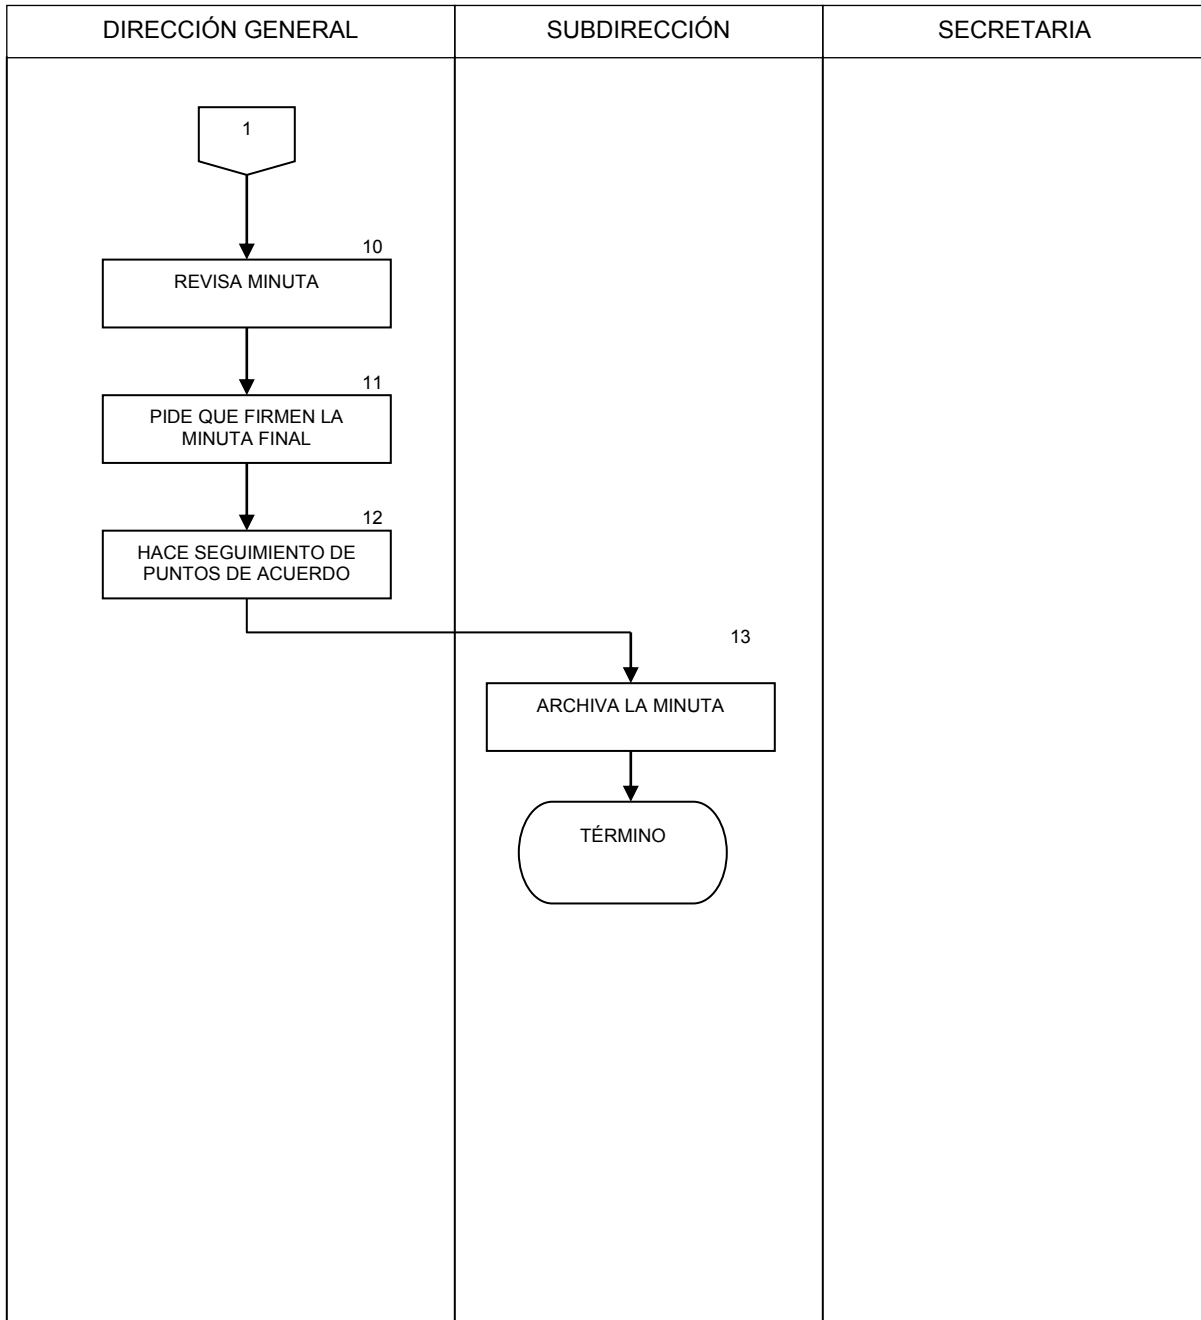 DIRECCIÓN GENERAL
SUBDIRECCIÓN
SECRETARIA
1
10
REVISA MINUTA
11
PIDE QUE FIRMEN LA
MINUTA FINAL
12
HACE SEGUIMIENTO DE
PUNTOS DE ACUERDO
13
ARCHIVA LA MINUTA
TÉRMINO